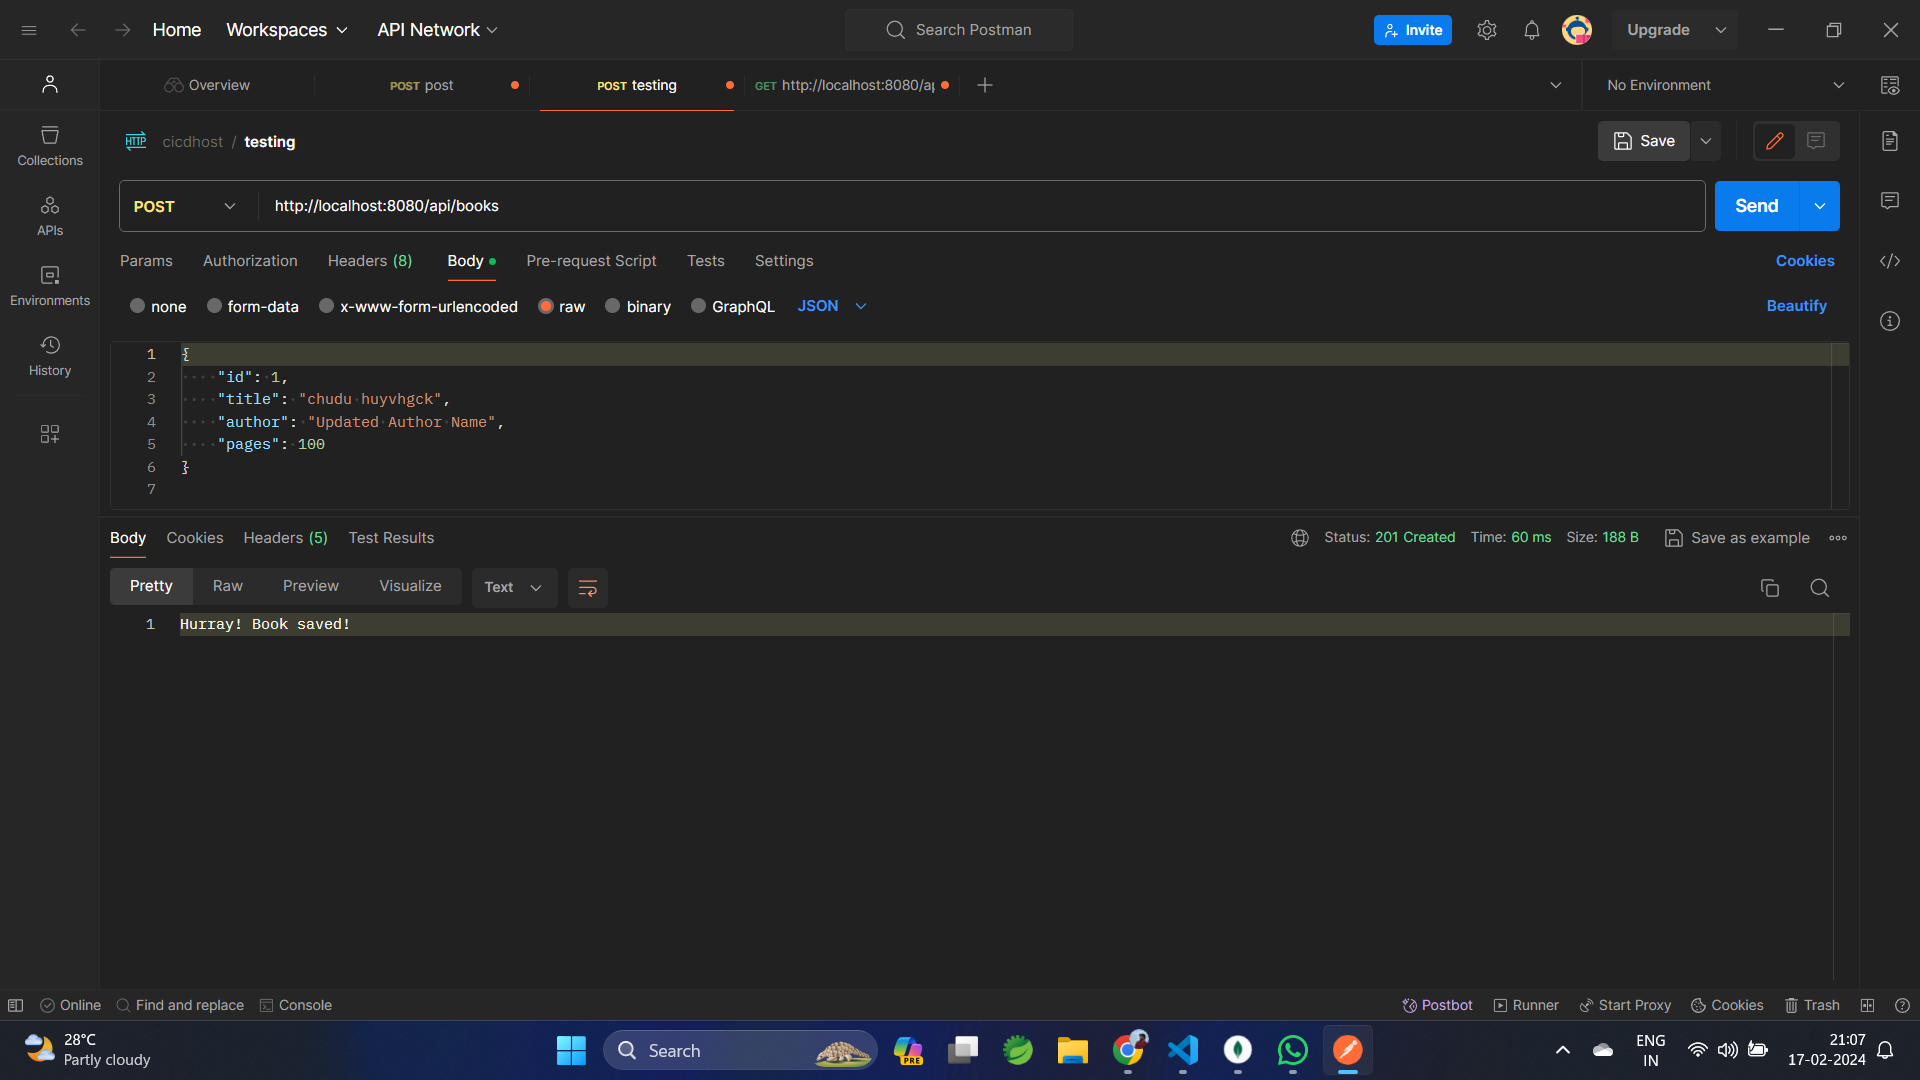 Home Workspaces API Network Search Postman Invite Upgrade
Overview POST post POST testing GET http://localhost:8080/a No Environment
HTTP cicdhost / testing Save
Collections
APIs
Environments
History
POST http://localhost:8080/api/books Send
Params Authorization Headers (8) Body Pre-request Script Tests Settings Cookies
none form-data x-www-form-urlencoded raw binary GraphQL JSON Beautify
1 {
2 "id": 1,
3 "title": "chudu huyvhgck",
4 "author": "Updated Author Name",
5 "pages": 100
6 }
7
Body Cookies Headers (5) Test Results Status: 201 Created Time: 60 ms Size: 188 B Save as example
Pretty Raw Preview Visualize Text
1 Hurray! Book saved!
Online Find and replace Console Postbot Runner Start Proxy Cookies Trash
28°C
Partly cloudy
Search
PRE
ENG
IN
21:07
17-02-2024